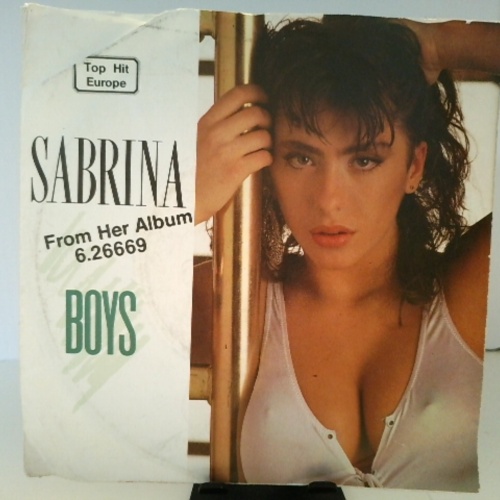 Top Hit
Europe
SABRINA
From Her Album
6.26669
BOYS